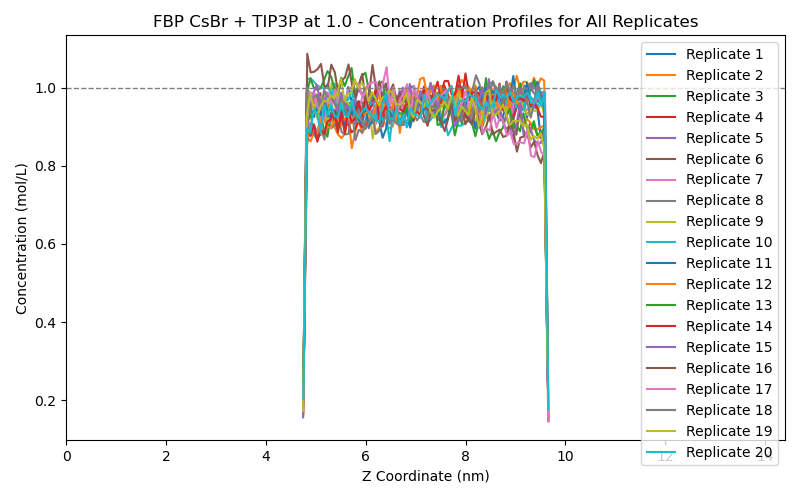 FBP CsBr + TIP3P at 1.0 - Concentration Profiles for All Replicates
Concentration (mol/L)
1.0
0.8
0.6
0.4
0.2
0
2
4
6
8
10
12
14
Z Coordinate (nm)
Replicate 1
Replicate 2
Replicate 3
Replicate 4
Replicate 5
Replicate 6
Replicate 7
Replicate 8
Replicate 9
Replicate 10
Replicate 11
Replicate 12
Replicate 13
Replicate 14
Replicate 15
Replicate 16
Replicate 17
Replicate 18
Replicate 19
Replicate 20